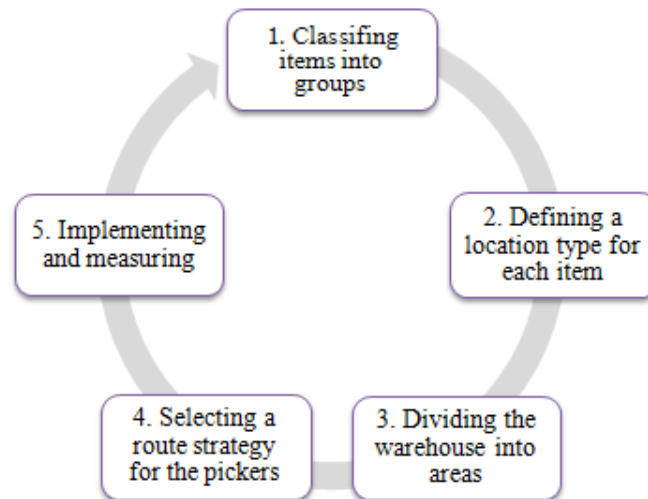 1. Classifing
items into
groups
2. Defining a
location type for
each item
3. Dividing the
warehouse into
areas
4. Selecting a
route strategy
for the pickers
5. Implementing
and measuring